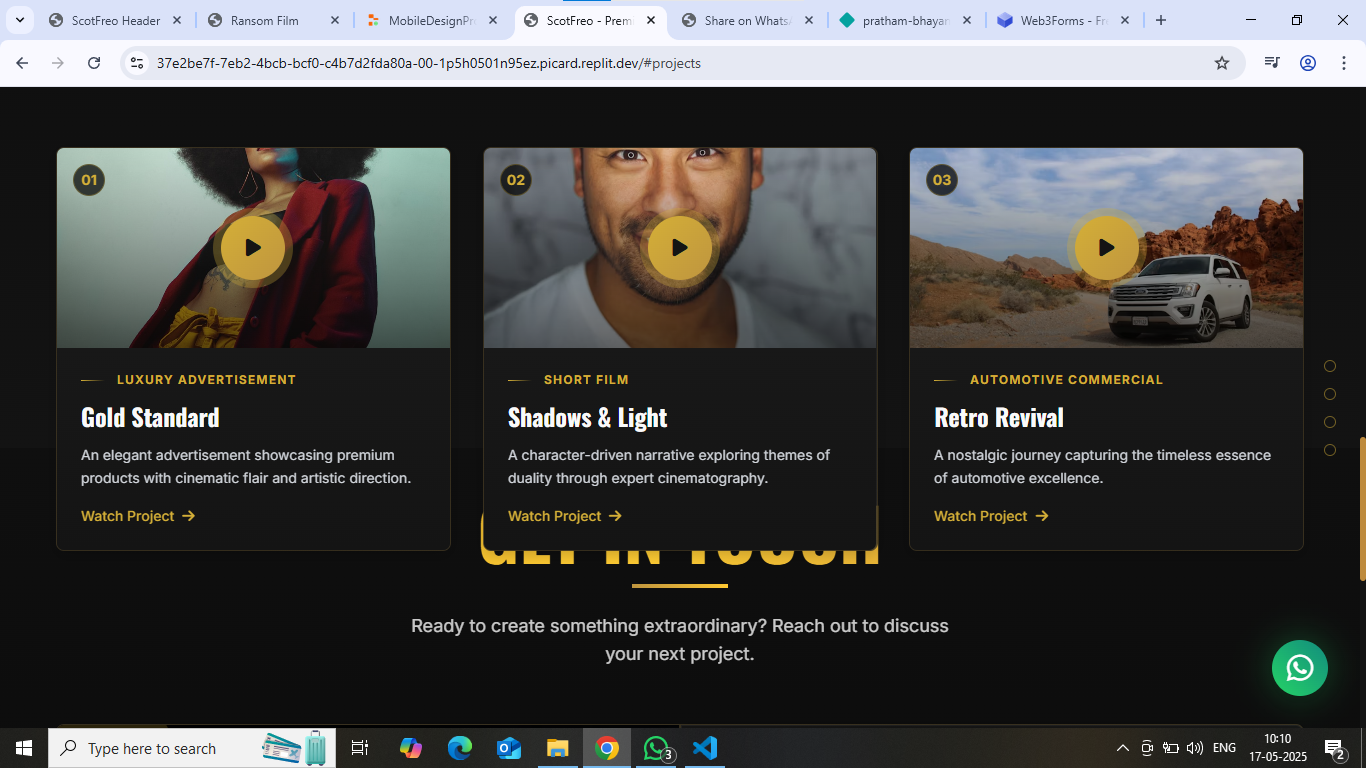 ScotFreo Header
Ransom Film
MobileDesignPr
ScotFreo - Prem
Share on Whats
pratham-bhayan
Web3Forms - Fr
37e2be7f-7eb2-4bcb-bcf0-c4b7d2fda80a-00-1p5h0501n95ez.picard.replit.dev/#projects
01
02
03
LUXURY ADVERTISEMENT
Gold Standard
An elegant advertisement showcasing premium
products with cinematic flair and artistic direction.
Watch Project →
SHORT FILM
Shadows & Light
A character-driven narrative exploring themes of
duality through expert cinematography.
Watch Project →
AUTOMOTIVE COMMERCIAL
Retro Revival
A nostalgic journey capturing the timeless essence
of automotive excellence.
Watch Project →
GET IN TOUCH
Ready to create something extraordinary? Reach out to discuss
your next project.
Type here to search
3
ENG
10:10
17-05-2025
2